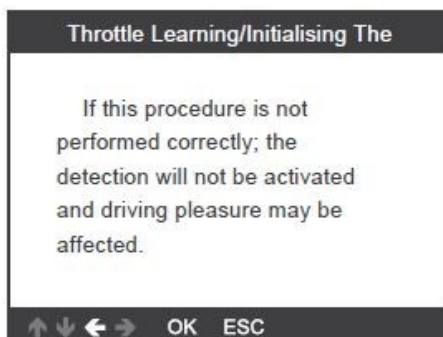 Throttle Learning/Initialising The
If this procedure is not
performed correctly; the
detection will not be activated
and driving pleasure may be
affected.
OK ESC